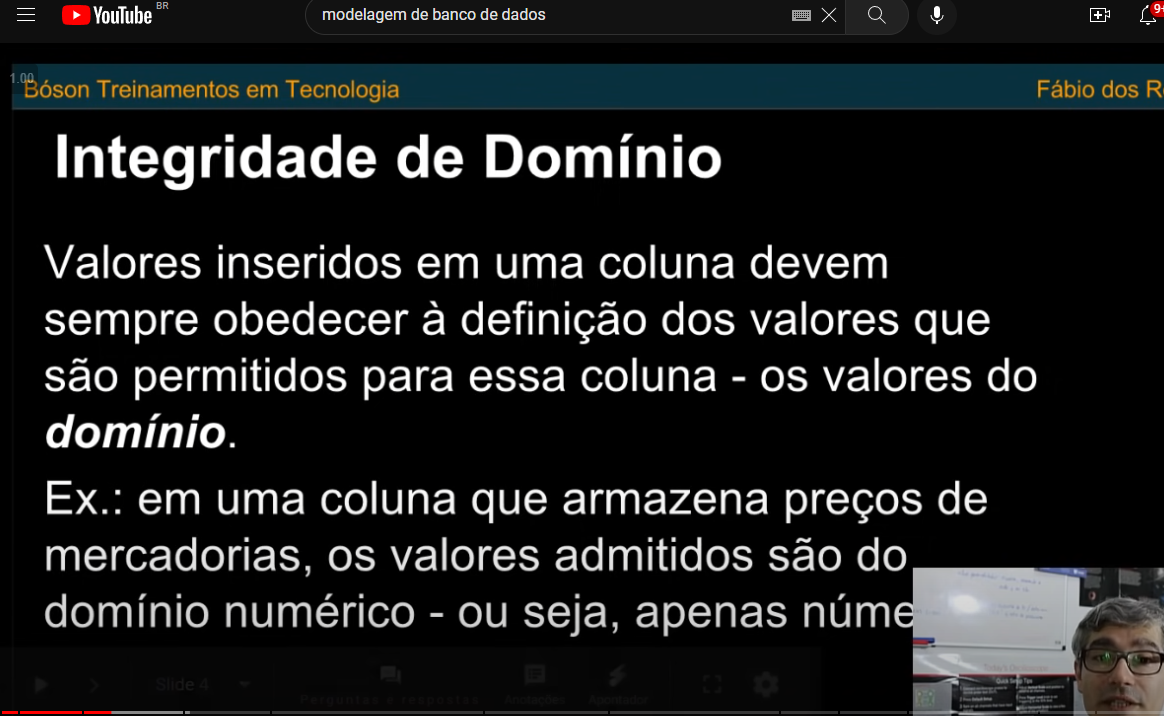 YouTube BR
modelagem de banco de dados
9+
1.00
Bóson Treinamentos em Tecnologia
Fábio dos R
Integridade de Domínio
Valores inseridos em uma coluna devem
sempre obedecer à definição dos valores que
são permitidos para essa coluna - os valores do
domínio.
Ex.: em uma coluna que armazena preços de
mercadorias, os valores admitidos são do
domínio numérico - ou seja, apenas núme
Slide 4
Perguntas e respostas
Anotações
Apontador